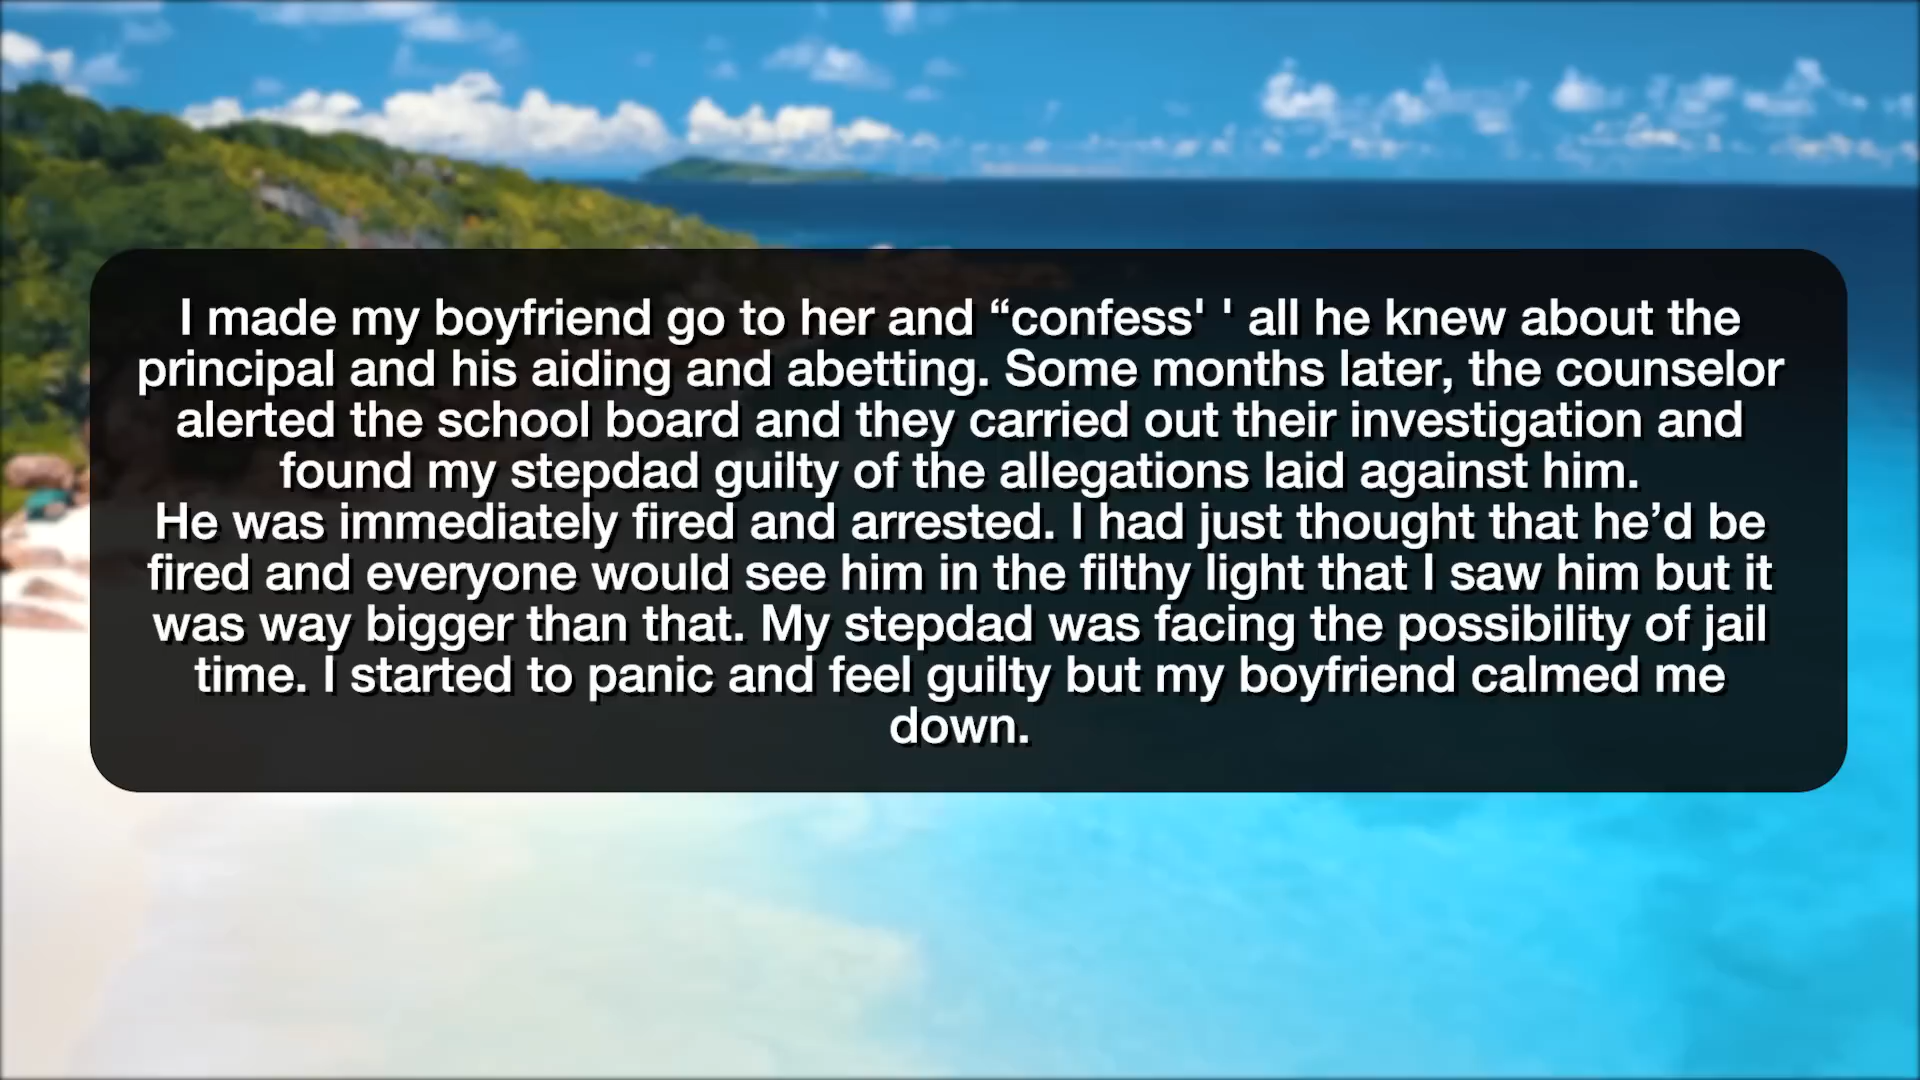 I made my boyfriend go to her and “confess' ' all he knew about the
principal and his aiding and abetting. Some months later, the counselor
alerted the school board and they carried out their investigation and
found my stepdad guilty of the allegations laid against him.
He was immediately fired and arrested. I had just thought that he’d be
fired and everyone would see him in the filthy light that I saw him but it
was way bigger than that. My stepdad was facing the possibility of jail
time. I started to panic and feel guilty but my boyfriend calmed me
down.